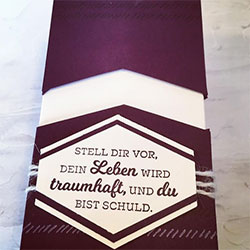 STELL DIR VOR,
DEIN Leben WIRD
traumhaft, UND du
BIST SCHULD.